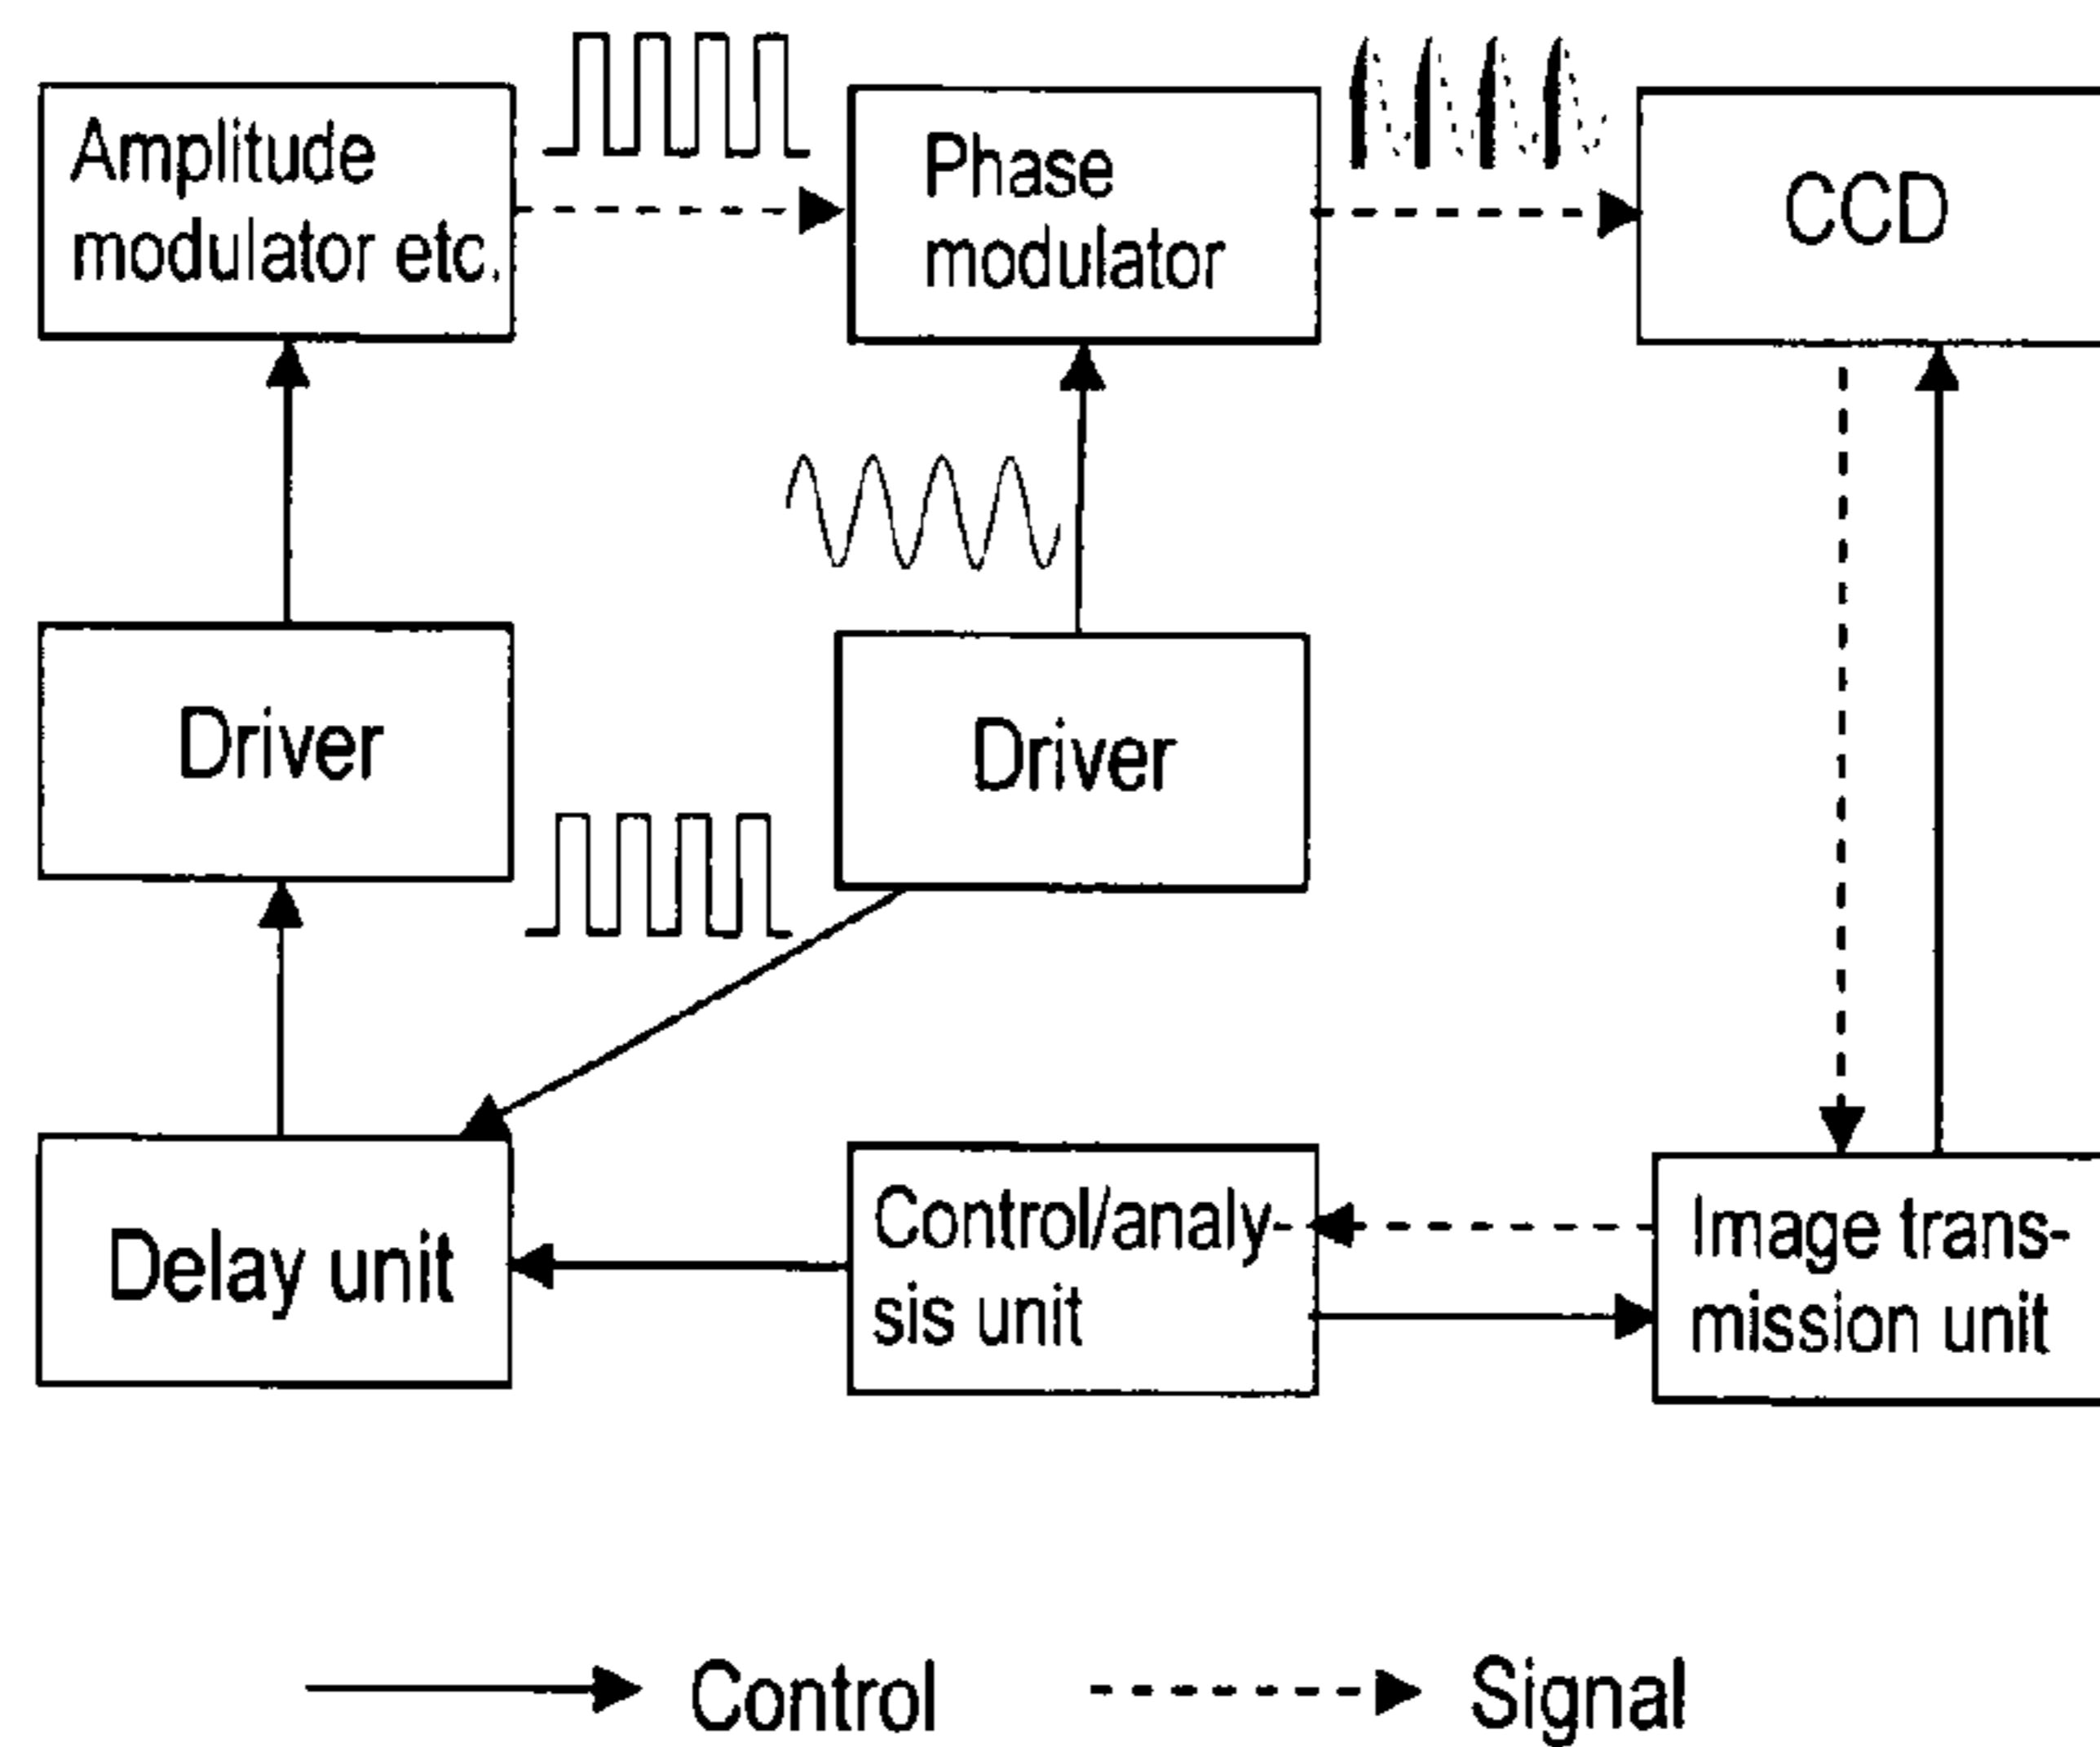 Amplitude
modulator etc.
Phase
modulator
CCD
Driver
Driver
Delay unit
Control/analy-
sis unit
Image trans-
mission unit
Control
Signal